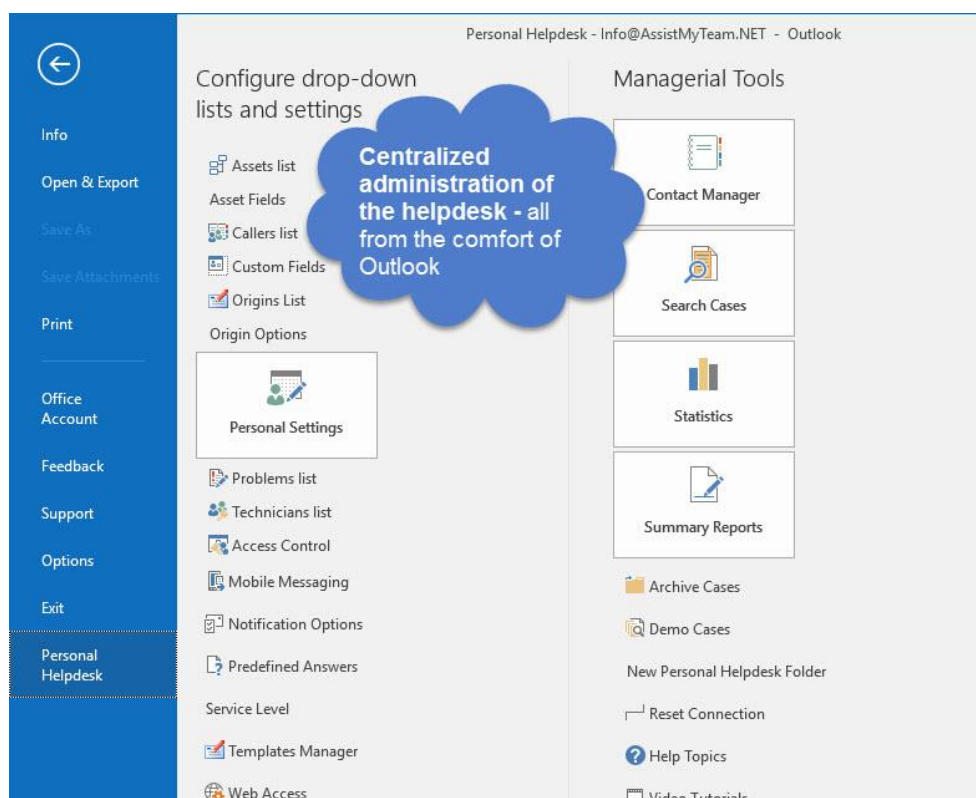 Personal Helpdesk - Info@AssistMyTeam.NET - Outlook
Info
Open & Export
Save As
Save Attachments
Print
Office
Account
Feedback
Support
Options
Exit
Personal
Helpdesk
Configure drop-down
lists and settings
Assets list
Asset Fields
Callers list
Custom Fields
Origins List
Origin Options
Personal Settings
Problems list
Technicians list
Access Control
Mobile Messaging
Notification Options
Predefined Answers
Service Level
Templates Manager
Web Access
Centralized
administration of
the helpdesk - all
from the comfort of
Outlook
Managerial Tools
Contact Manager
Search Cases
Statistics
Summary Reports
Archive Cases
Demo Cases
New Personal Helpdesk Folder
Reset Connection
Help Topics
Video Tutorials